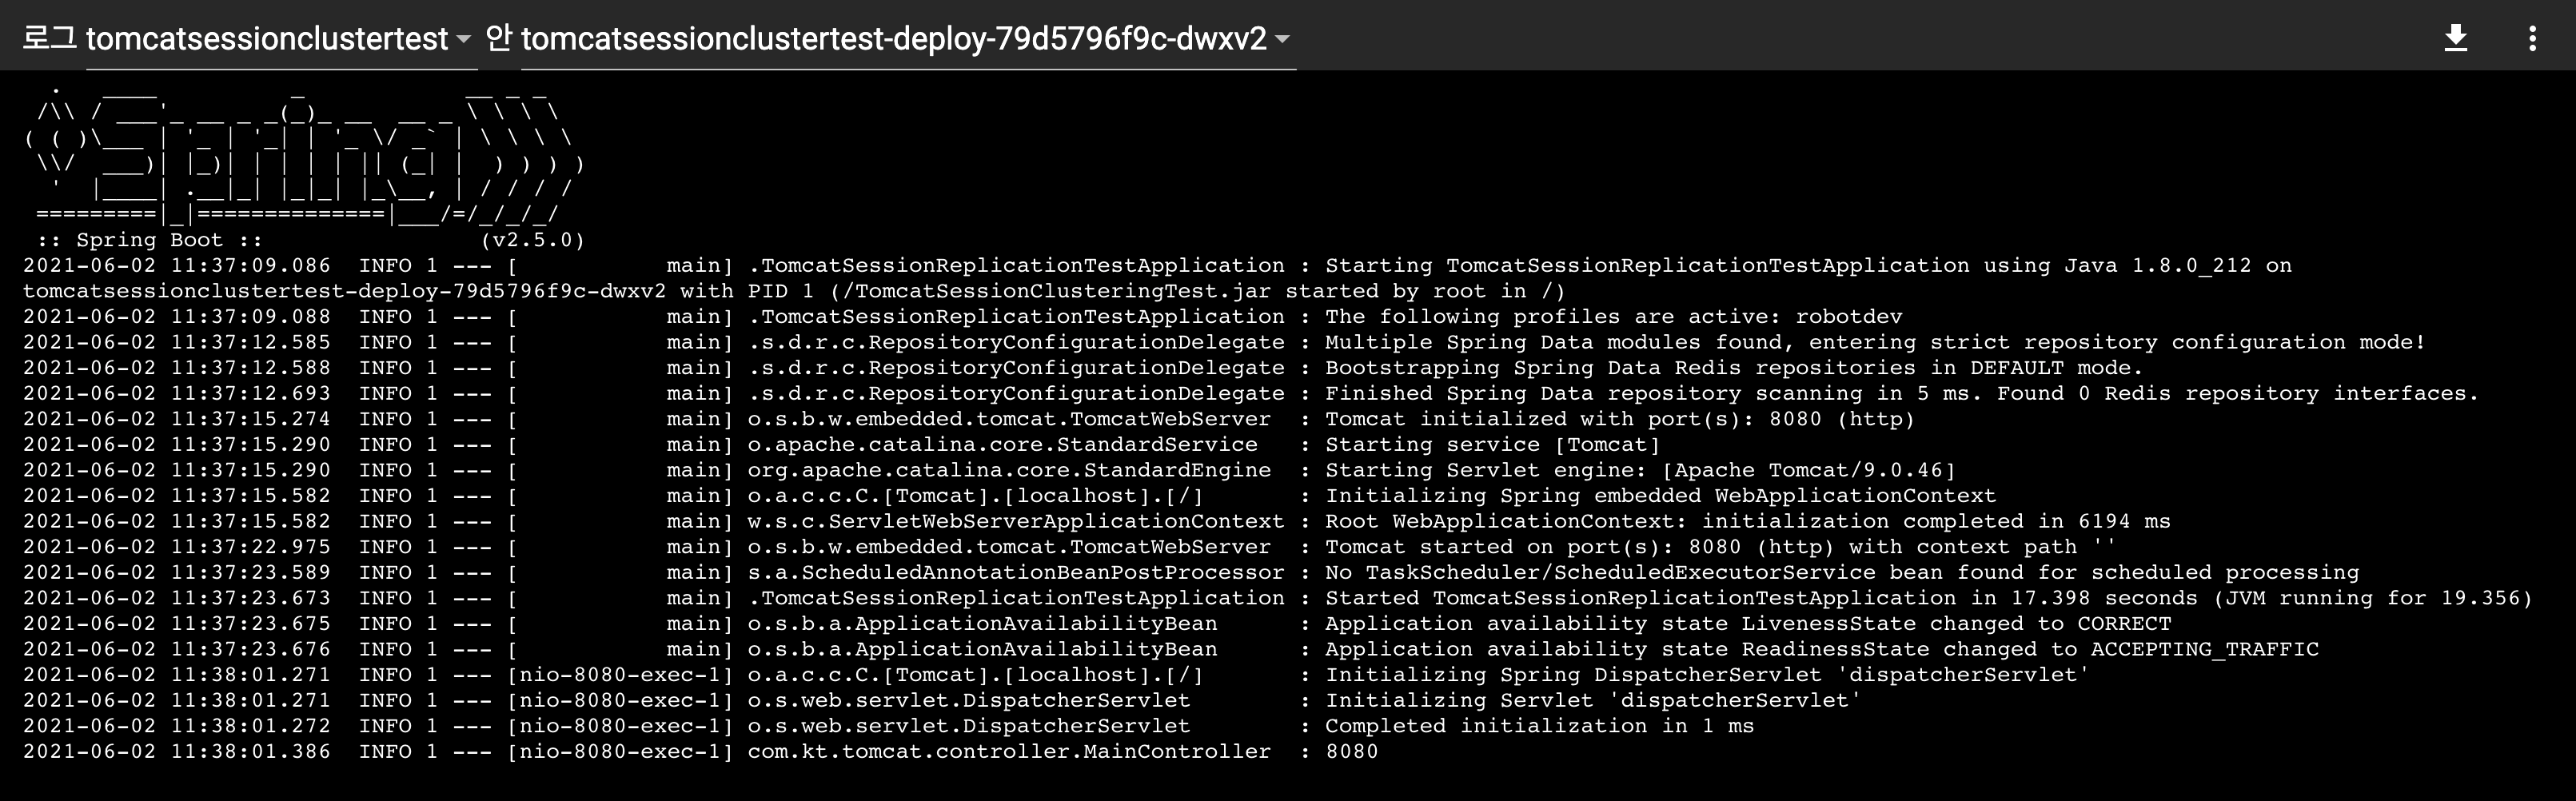 로그 tomcatsessionclustertest 안 tomcatsessionclustertest-deploy-79d5796f9c-dwxv2
  .   ____          _            __ _ _
 /\\ / ___'_ __ _ _(_)_ __  __ _ \ \ \ \
( ( )\___ | '_ | '_| | '_ \/ _` | \ \ \ \
 \\/  ___)| |_)| | | | | || (_| |  ) ) ) )
  '  |____| .__|_| |_|_| |_\__, | / / / /
 =========|_|==============|___/=/_/_/_/
 :: Spring Boot ::                (v2.5.0)
2021-06-02 11:37:09.086  INFO 1 --- [           main] .TomcatSessionReplicationTestApplication : Starting TomcatSessionReplicationTestApplication using Java 1.8.0_212 on
tomcatsessionclustertest-deploy-79d5796f9c-dwxv2 with PID 1 (/TomcatSessionClusteringTest.jar started by root in /)
2021-06-02 11:37:09.088  INFO 1 --- [           main] .TomcatSessionReplicationTestApplication : The following profiles are active: robotdev
2021-06-02 11:37:12.585  INFO 1 --- [           main] .s.d.r.c.RepositoryConfigurationDelegate : Multiple Spring Data modules found, entering strict repository configuration mode!
2021-06-02 11:37:12.588  INFO 1 --- [           main] .s.d.r.c.RepositoryConfigurationDelegate : Bootstrapping Spring Data Redis repositories in DEFAULT mode.
2021-06-02 11:37:12.693  INFO 1 --- [           main] .s.d.r.c.RepositoryConfigurationDelegate : Finished Spring Data repository scanning in 5 ms. Found 0 Redis repository interfaces.
2021-06-02 11:37:15.274  INFO 1 --- [           main] o.s.b.w.embedded.tomcat.TomcatWebServer  : Tomcat initialized with port(s): 8080 (http)
2021-06-02 11:37:15.290  INFO 1 --- [           main] o.apache.catalina.core.StandardService   : Starting service [Tomcat]
2021-06-02 11:37:15.290  INFO 1 --- [           main] org.apache.catalina.core.StandardEngine  : Starting Servlet engine: [Apache Tomcat/9.0.46]
2021-06-02 11:37:15.582  INFO 1 --- [           main] o.a.c.c.C.[Tomcat].[localhost].[/]       : Initializing Spring embedded WebApplicationContext
2021-06-02 11:37:15.582  INFO 1 --- [           main] w.s.c.ServletWebServerApplicationContext : Root WebApplicationContext: initialization completed in 6194 ms
2021-06-02 11:37:22.975  INFO 1 --- [           main] o.s.b.w.embedded.tomcat.TomcatWebServer  : Tomcat started on port(s): 8080 (http) with context path ''
2021-06-02 11:37:23.589  INFO 1 --- [           main] s.a.ScheduledAnnotationBeanPostProcessor : No TaskScheduler/ScheduledExecutorService bean found for scheduled processing
2021-06-02 11:37:23.673  INFO 1 --- [           main] .TomcatSessionReplicationTestApplication : Started TomcatSessionReplicationTestApplication in 17.398 seconds (JVM running for 19.356)
2021-06-02 11:37:23.675  INFO 1 --- [           main] o.s.b.a.ApplicationAvailabilityBean      : Application availability state LivenessState changed to CORRECT
2021-06-02 11:37:23.676  INFO 1 --- [           main] o.s.b.a.ApplicationAvailabilityBean      : Application availability state ReadinessState changed to ACCEPTING_TRAFFIC
2021-06-02 11:38:01.271  INFO 1 --- [nio-8080-exec-1] o.a.c.c.C.[Tomcat].[localhost].[/]       : Initializing Spring DispatcherServlet 'dispatcherServlet'
2021-06-02 11:38:01.271  INFO 1 --- [nio-8080-exec-1] o.s.web.servlet.DispatcherServlet        : Initializing Servlet 'dispatcherServlet'
2021-06-02 11:38:01.272  INFO 1 --- [nio-8080-exec-1] o.s.web.servlet.DispatcherServlet        : Completed initialization in 1 ms
2021-06-02 11:38:01.386  INFO 1 --- [nio-8080-exec-1] com.kt.tomcat.controller.MainController  : 8080